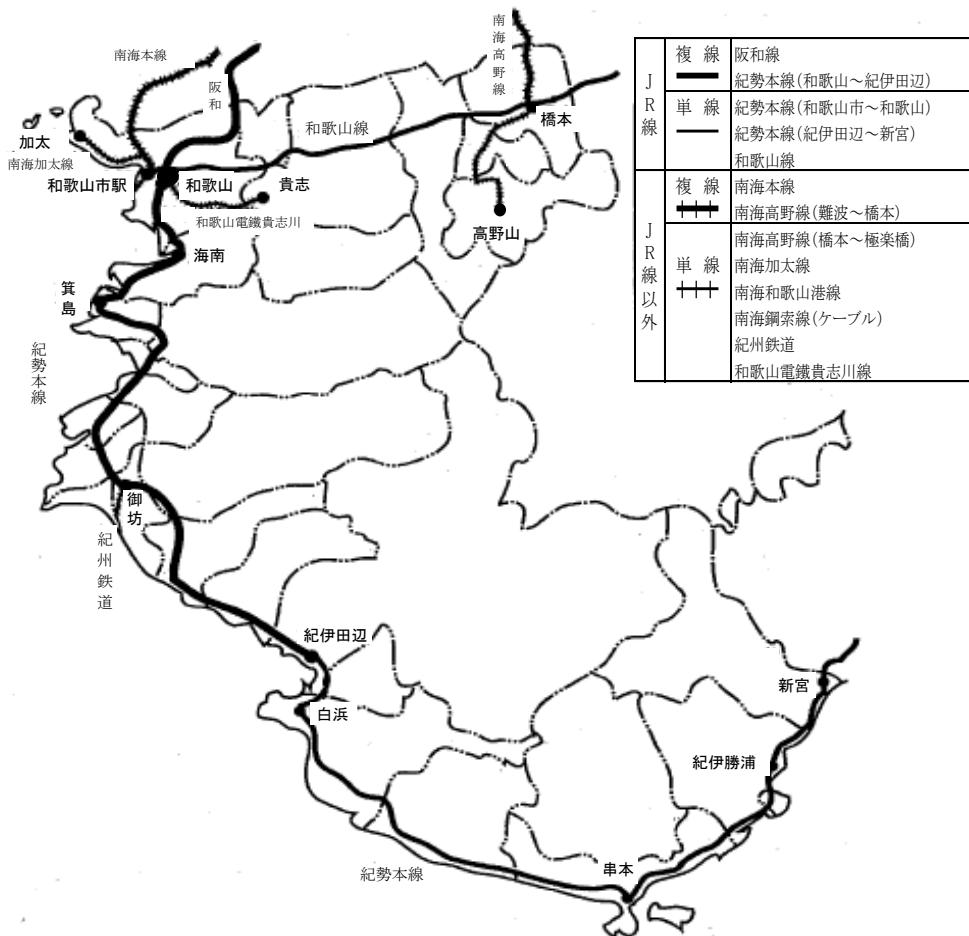 南海本線
阪和
南海高野線
加太
南海加太線
和歌山市駅
和歌山
和歌山線
貴志
和歌山電鐵貴志川
橋本
高野山
海南
箕島
紀勢本線
御坊
紀州鉄道
紀伊田辺
白浜
紀勢本線
串本
紀伊勝浦
新宮
JR線
複線
阪和線
紀勢本線(和歌山~紀伊田辺)
単線
紀勢本線(和歌山市~和歌山)
紀勢本線(紀伊田辺~新宮)
和歌山線
JR線以外
複線
南海本線
南海高野線(難波~橋本)
単線
南海高野線(橋本~極楽橋)
南海加太線
南海和歌山港線
南海鋼索線(ケーブル)
紀州鉄道
和歌山電鐵貴志川線